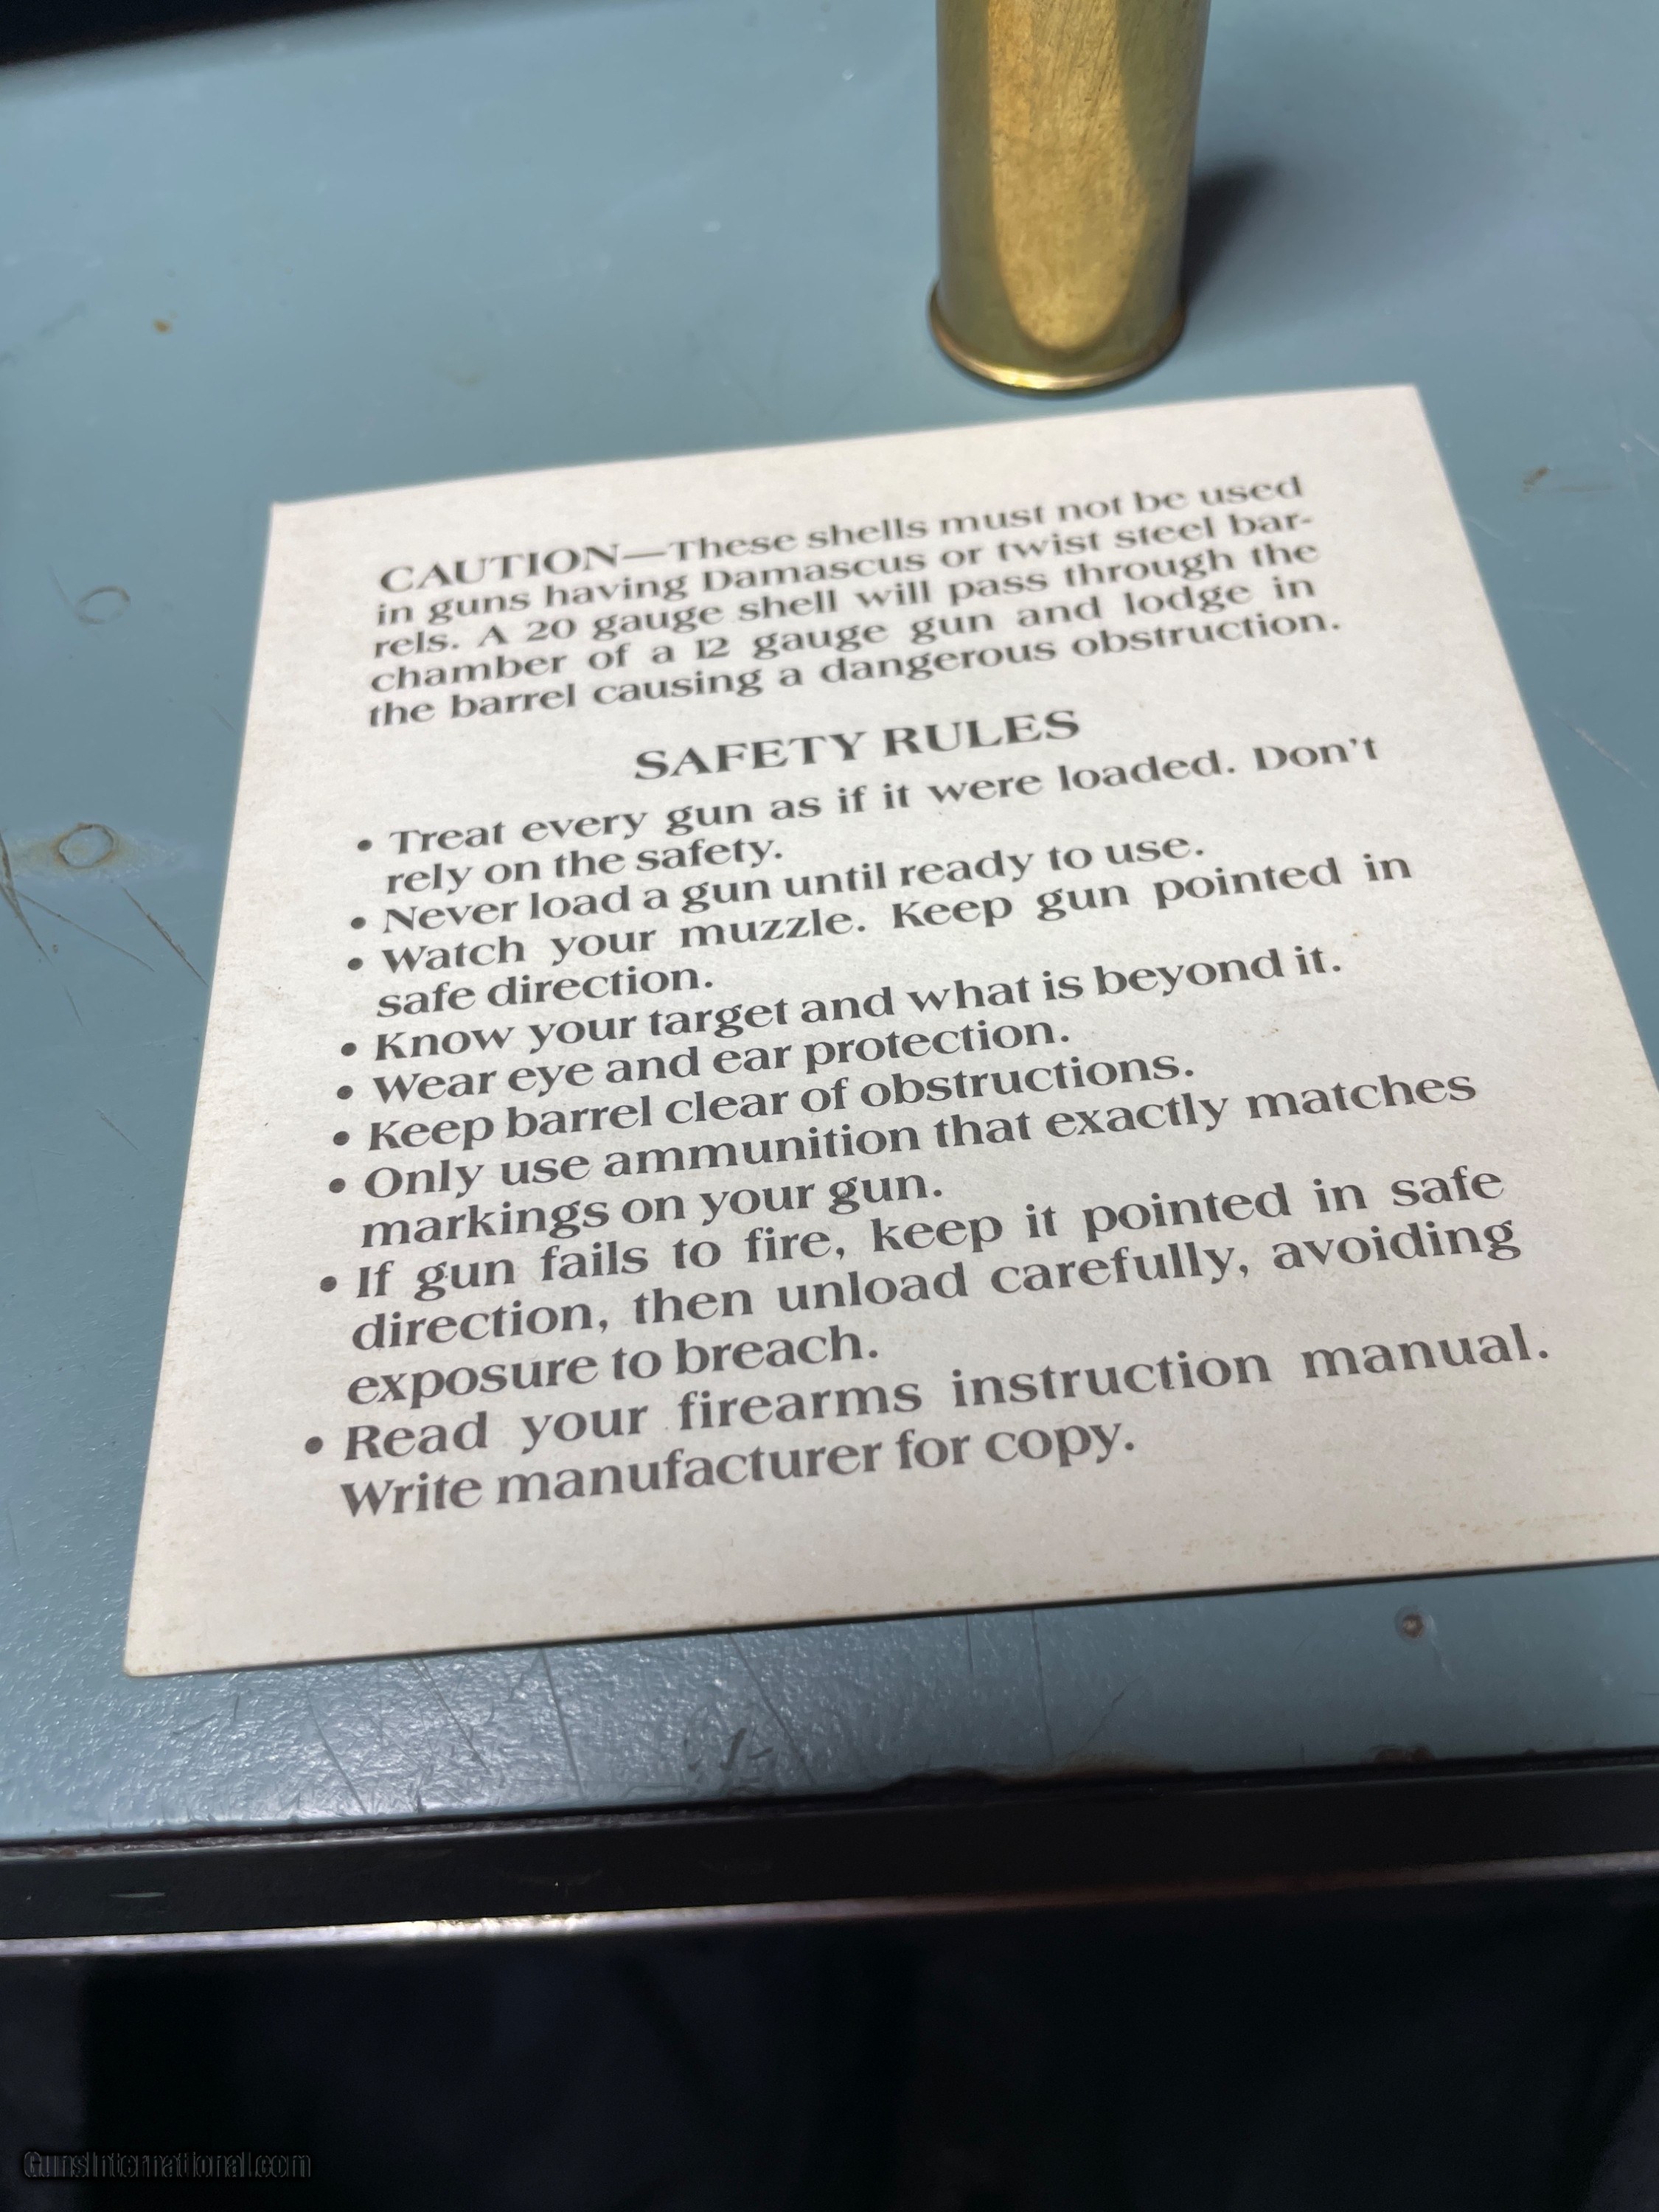 CAUTION—These shells must not be used
in guns having Damascus or twist steel bar-
rels. A 20 gauge shell will pass through the
chamber of a 12 gauge gun and lodge in
the barrel causing a dangerous obstruction.
SAFETY RULES
• Treat every gun as if it were loaded. Don't
rely on the safety.
• Never load a gun until ready to use.
• Watch your muzzle. Keep gun pointed in
safe direction.
• Know your target and what is beyond it.
• Wear eye and ear protection.
• Keep barrel clear of obstructions.
• Only use ammunition that exactly matches
markings on your gun.
• If gun fails to fire, keep it pointed in safe
direction, then unload carefully, avoiding
exposure to breach.
• Read your firearms instruction manual.
Write manufacturer for copy.
GunsInternational.com